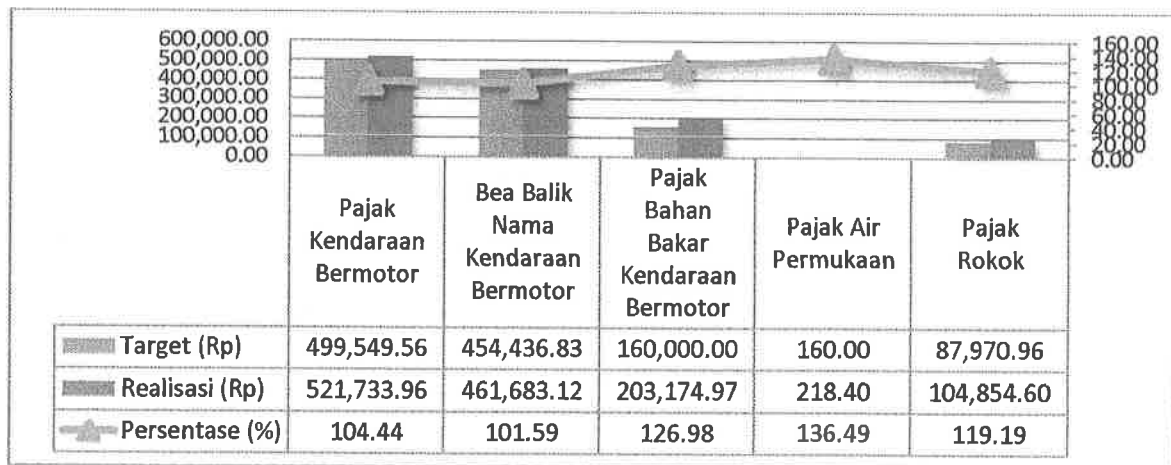 600,000.00
500,000.00
400,000.00
300,000.00
200,000.00
100,000.00
0.00
160.00
140.00
120.00
100.00
80.00
60.00
40.00
20.00
0.00
Pajak Kendaraan Bermotor
Bea Balik Nama Kendaraan Bermotor
Pajak Bahan Bakar Kendaraan Bermotor
Pajak Air Permukaan
Pajak Rokok
Target (Rp) 499,549.56 454,436.83 160,000.00 160.00 87,970.96
Realisasi (Rp) 521,733.96 461,683.12 203,174.97 218.40 104,854.60
Persentase (%) 104.44 101.59 126.98 136.49 119.19